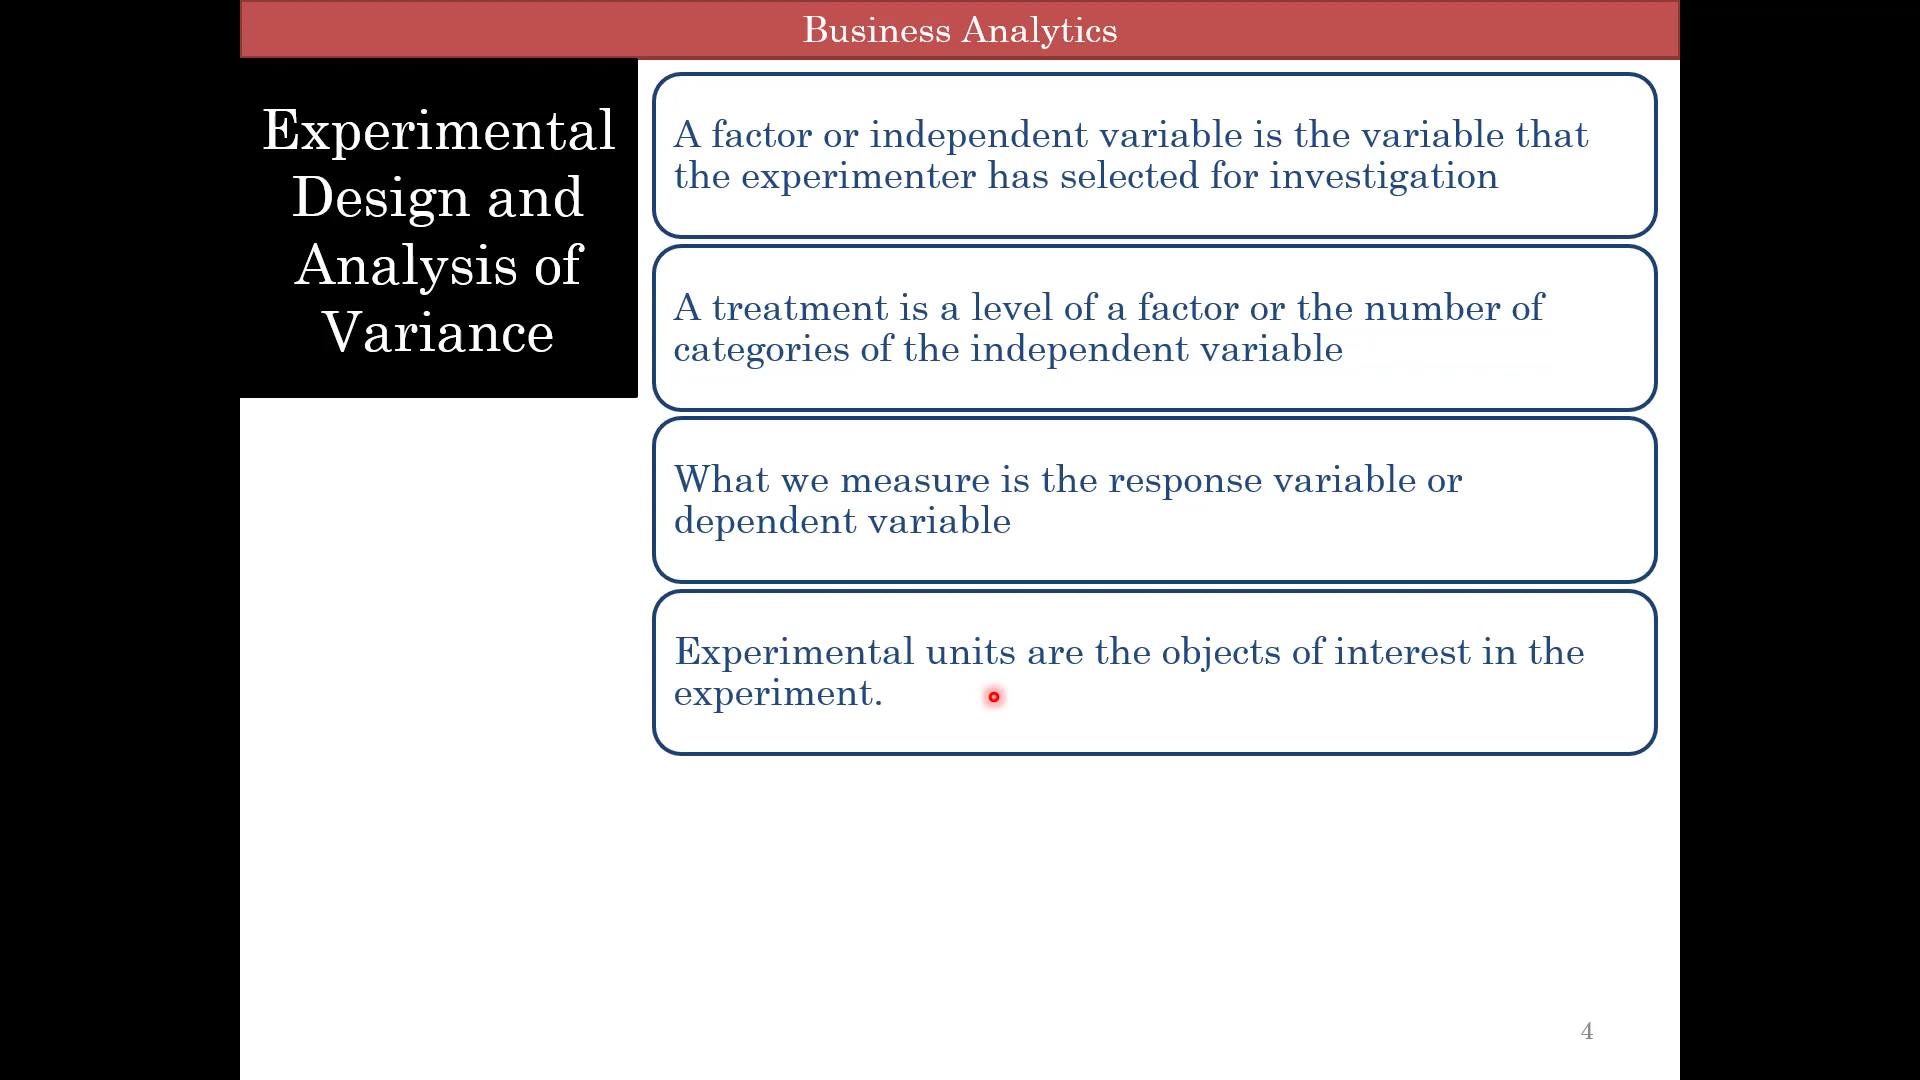 Business Analytics
Experimental
Design and
Analysis of
Variance
A factor or independent variable is the variable that
the experimenter has selected for investigation
A treatment is a level of a factor or the number of
categories of the independent variable
What we measure is the response variable or
dependent variable
Experimental units are the objects of interest in the
experiment.
4